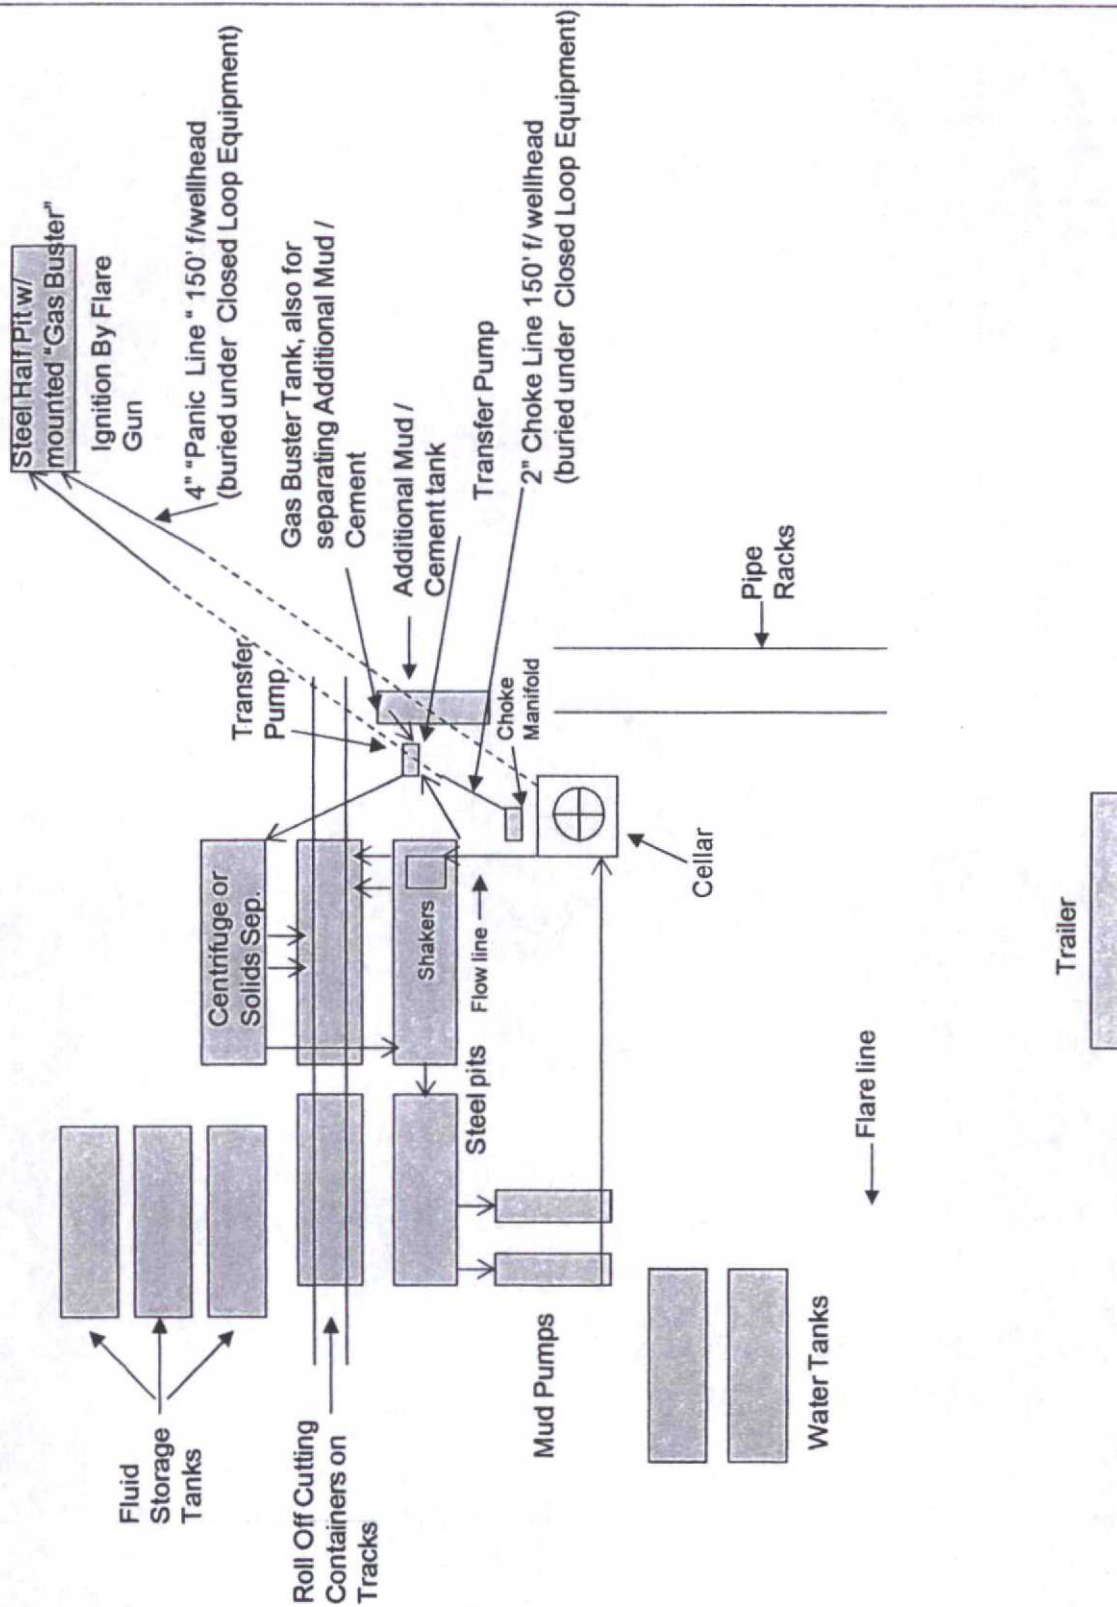 Steel Half Pit w/
mounted “Gas Buster”
Ignition By Flare
Gun
4” “Panic Line “ 150’ f/wellhead
(buried under Closed Loop Equipment)
Gas Buster Tank, also for
separating Additional Mud /
Cement
Additional Mud /
Cement tank
Transfer Pump
2” Choke Line 150’ f/wellhead
(buried under Closed Loop Equipment)
Transfer
Pump
Choke
Manifold
Pipe
Racks
Fluid
Storage
Tanks
Centrifuge or
Solids Sep.
Roll Off Cutting
Containers on
Tracks
Shakers
Flow line
Steel pits
Cellar
Mud Pumps
Flare line
Water Tanks
Trailer